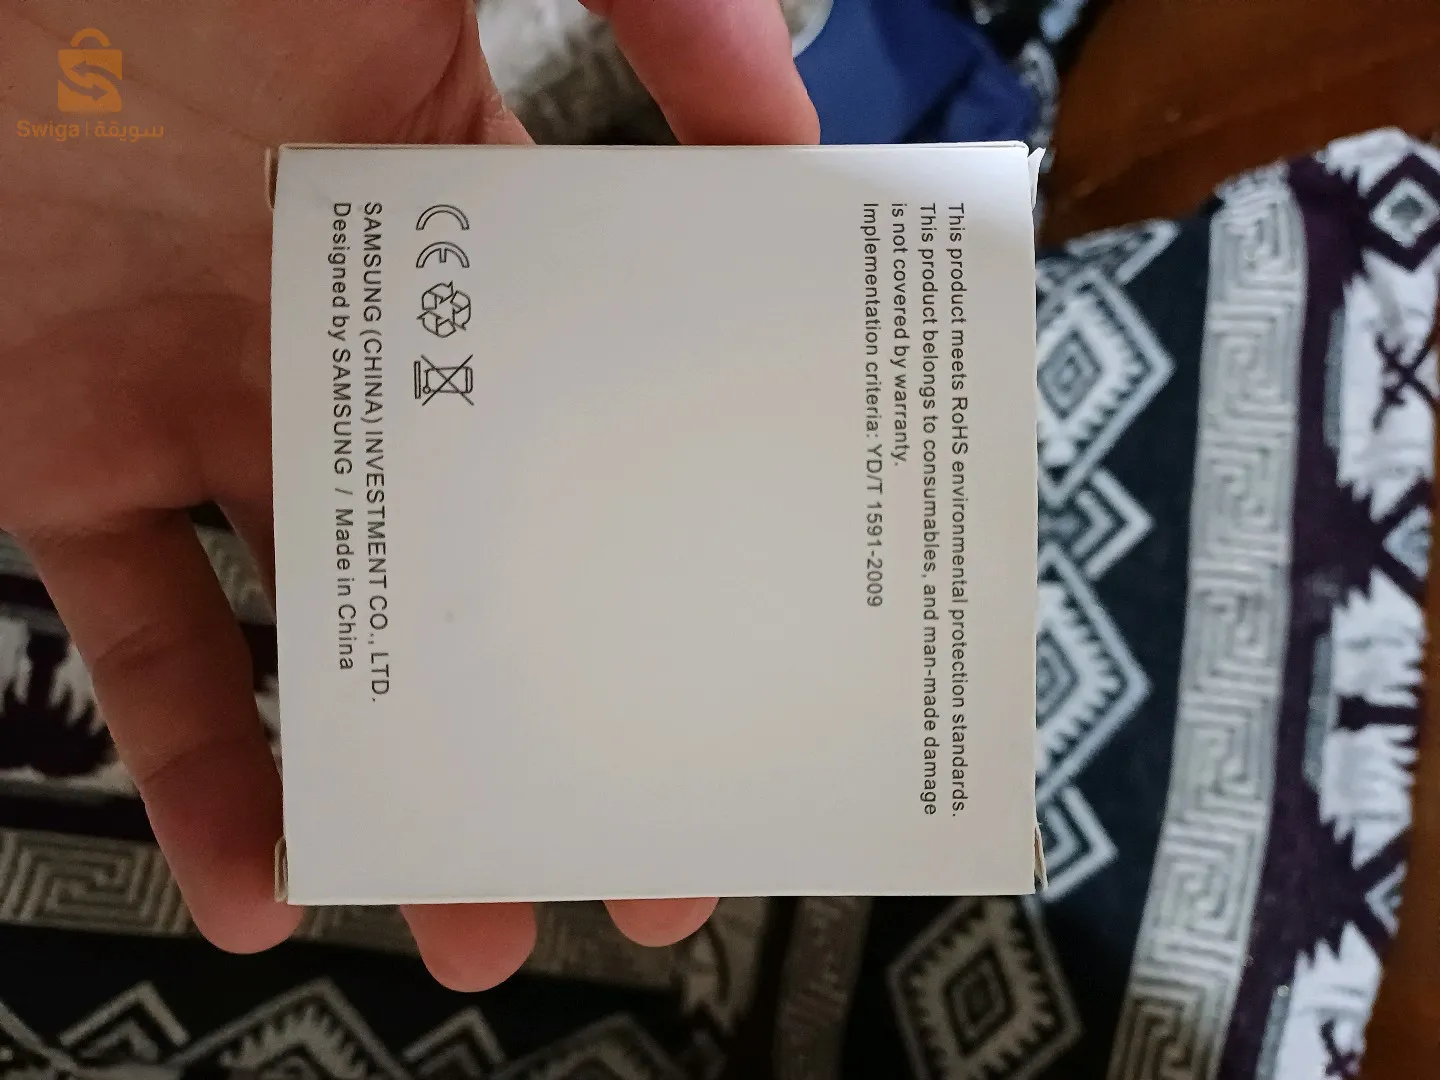 Swiga | سويقة
This product meets RoHS environmental protection standards.
This product belongs to consumables, and man-made damage
is not covered by warranty.
Implementation criteria: YD/T 1591-2009
CE
SAMSUNG (CHINA) INVESTMENT CO., LTD.
Designed by SAMSUNG / Made in China